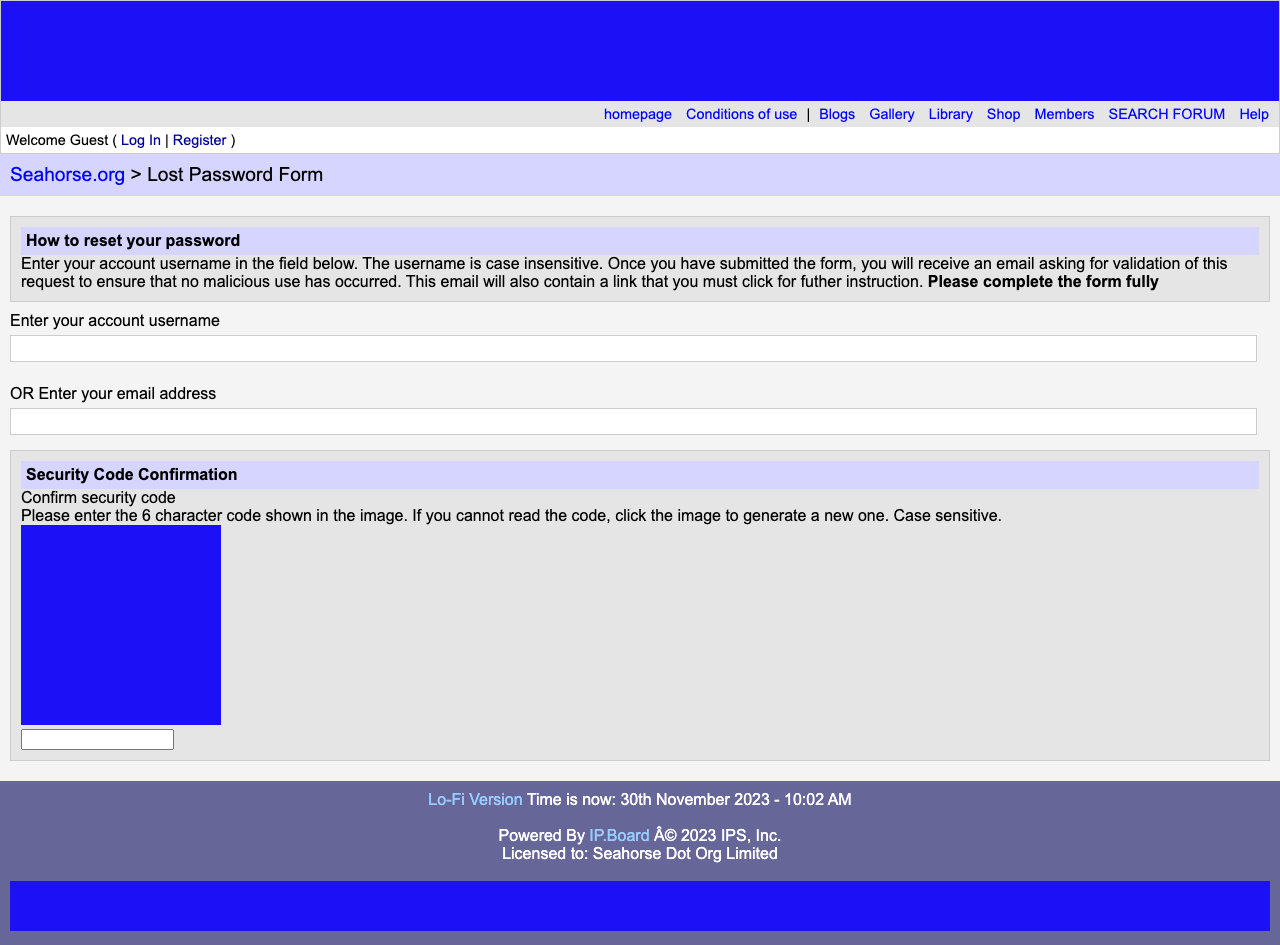 homepage Conditions of use | Blogs Gallery Library Shop Members SEARCH FORUM Help
Welcome Guest ( Log In | Register )
Seahorse.org > Lost Password Form
How to reset your password
Enter your account username in the field below. The username is case insensitive. Once you have submitted the form, you will receive an email asking for validation of this
request to ensure that no malicious use has occurred. This email will also contain a link that you must click for futher instruction. Please complete the form fully
Enter your account username
OR Enter your email address
Security Code Confirmation
Confirm security code
Please enter the 6 character code shown in the image. If you cannot read the code, click the image to generate a new one. Case sensitive.
Lo-Fi Version Time is now: 30th November 2023 - 10:02 AM
Powered By IP.Board Â© 2023 IPS, Inc.
Licensed to: Seahorse Dot Org Limited